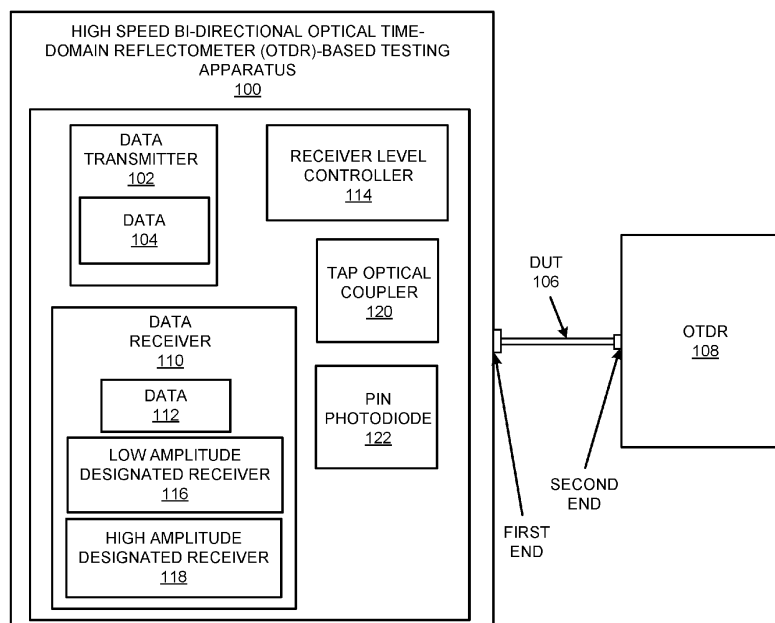 HIGH SPEED BI-DIRECTIONAL OPTICAL TIME-
DOMAIN REFLECTOMETER (OTDR)-BASED TESTING
APPARATUS
100
DATA
TRANSMITTER
102
DATA
104
RECEIVER LEVEL
CONTROLLER
114
TAP OPTICAL
COUPLER
120
DATA
RECEIVER
110
DATA
112
LOW AMPLITUDE
DESIGNATED RECEIVER
116
HIGH AMPLITUDE
DESIGNATED RECEIVER
118
PIN
PHOTODIODE
122
DUT
106
OTDR
108
FIRST
END
SECOND
END